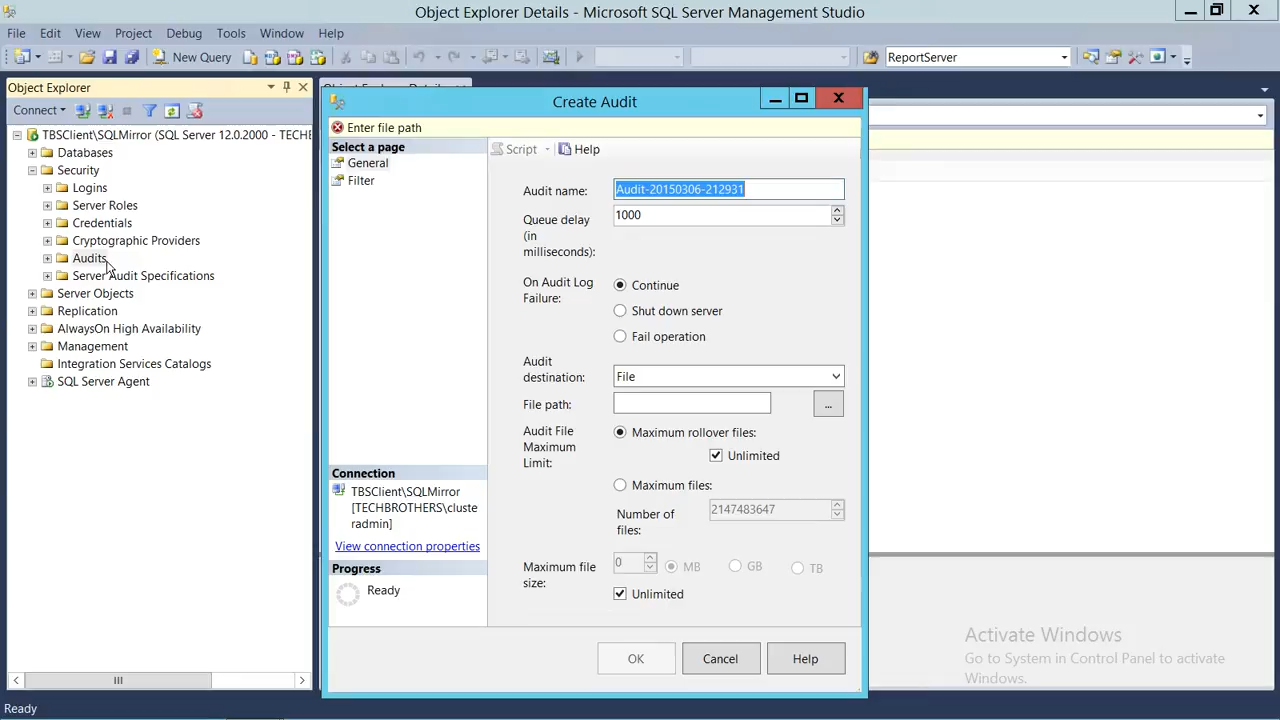 Object Explorer Details - Microsoft SQL Server Management Studio
File Edit View Project Debug Tools Window Help
New Query
ReportServer
Object Explorer
Connect
TBSClient\SQLMirror (SQL Server 12.0.2000 - TECH
Databases
Security
Logins
Server Roles
Credentials
Cryptographic Providers
Audits
Server Audit Specifications
Server Objects
Replication
AlwaysOn High Availability
Management
Integration Services Catalogs
SQL Server Agent
Create Audit
Enter file path
Select a page
General
Filter
Script Help
Audit name: Audit-20150306-212931
Queue delay 1000
(in
milliseconds):
On Audit Log
Failure:
Continue
Shut down server
Fail operation
Audit
destination:
File
File path:
...
Audit File
Maximum
Limit:
Maximum rollover files:
Unlimited
Maximum files:
Number of
files:
2147483647
Maximum file
size:
0 MB GB TB
Unlimited
Connection
TBSClient\SQLMirror
[TECHBROTHERS\cluste
radmin]
View connection properties
Progress
Ready
OK Cancel Help
Activate Windows
Go to System in Control Panel to activate
Windows.
Ready